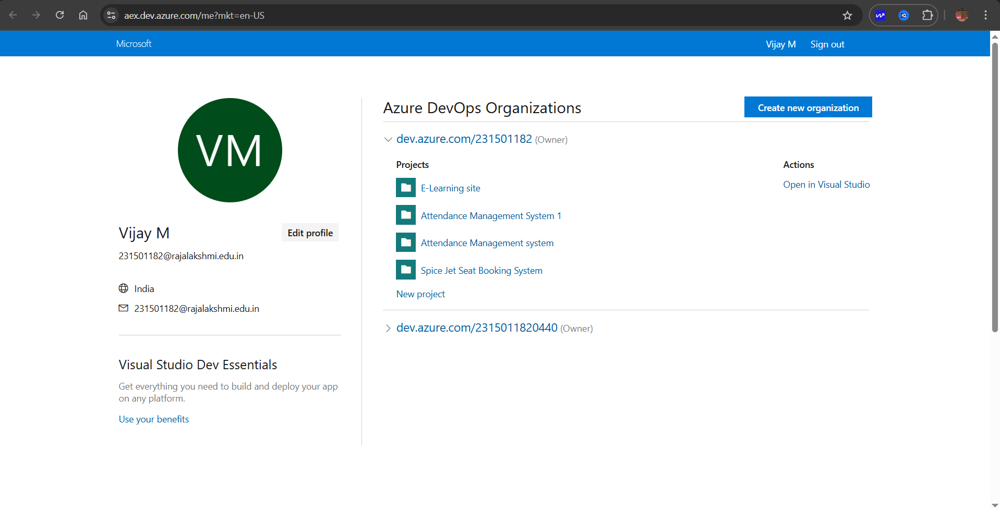 aex.dev.azure.com/me?mkt=en-US
Microsoft
Vijay M
Sign out
VM
Vijay M
Edit profile
231501182@rajalakshmi.edu.in
India
231501182@rajalakshmi.edu.in
Visual Studio Dev Essentials
Get everything you need to build and deploy your app
on any platform.
Use your benefits
Azure DevOps Organizations
Create new organization
dev.azure.com/231501182 (Owner)
Projects
Actions
E-Learning site
Open in Visual Studio
Attendance Management System 1
Attendance Management system
Spice Jet Seat Booking System
New project
dev.azure.com/2315011820440 (Owner)